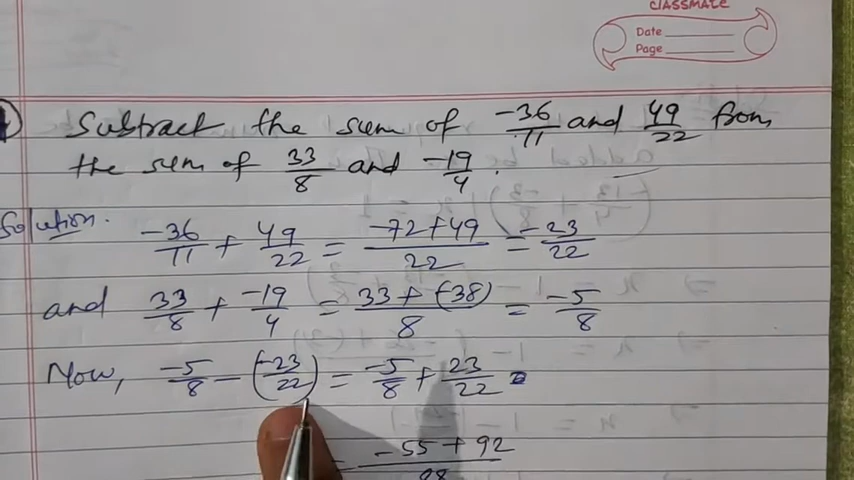 CLASSMATE
Date
Page
Subtract the sum of -36/11 and 49/22 from
the sum of 33/8 and -19/4.
Solution.
-36/11 + 49/22 = -72+49/22 = -23/22
and 33/8 + -19/4 = 33+(-38)/8 = -5/8
Now, -5/8 - (-23/22) = -5/8 + 23/22 =
= -55+92/88